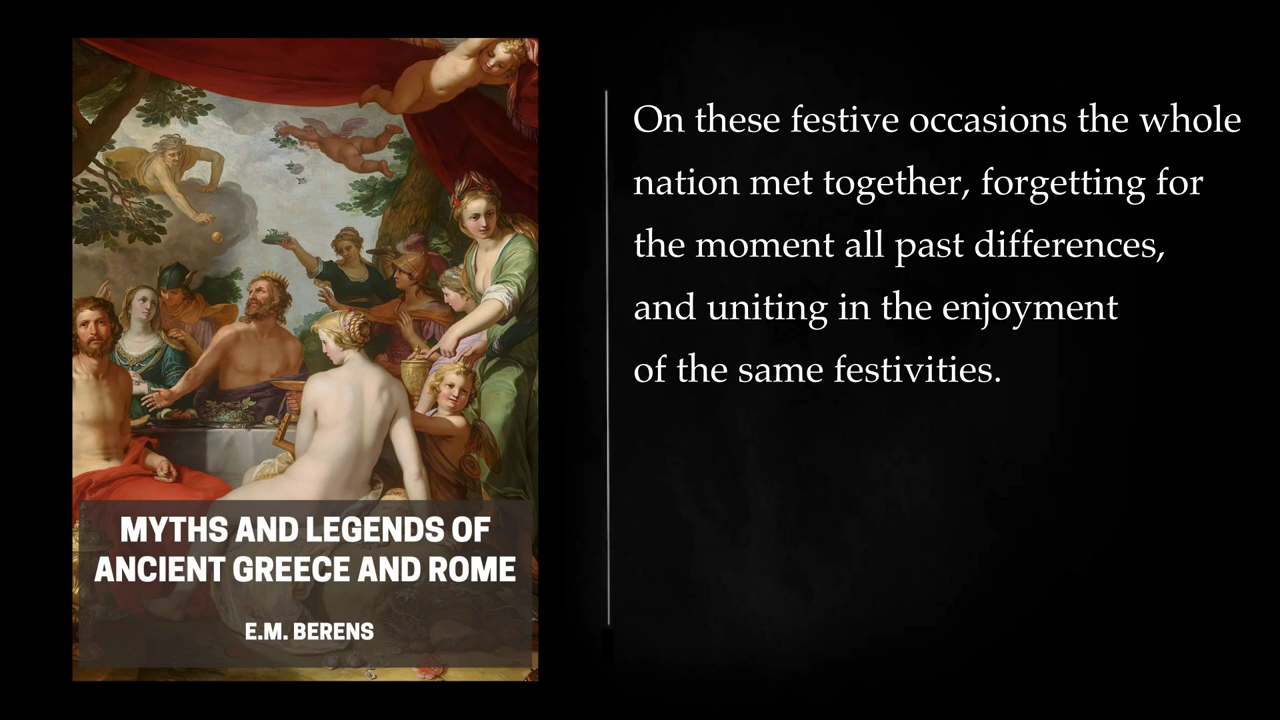 MYTHS AND LEGENDS OF
ANCIENT GREECE AND ROME
E.M. BERENS
On these festive occasions the whole
nation met together, forgetting for
the moment all past differences,
and uniting in the enjoyment
of the same festivities.